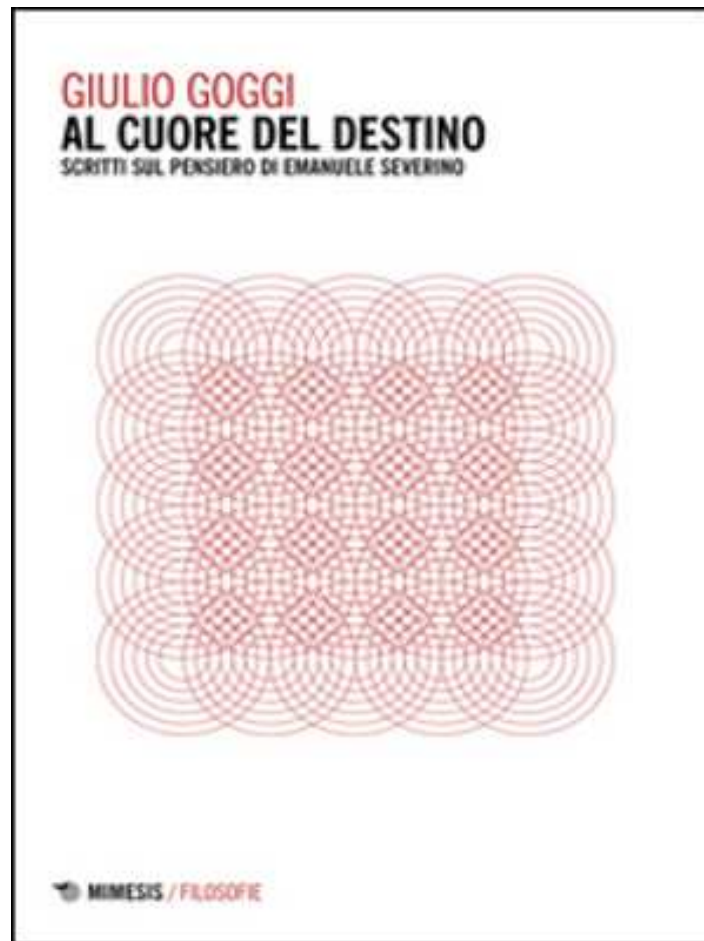 GIULIO GOGGI
AL CUORE DEL DESTINO
SCRITTI SUL PENSIERO DI EMANUELE SEVERINO
MIMESIS / FILOSOFIE